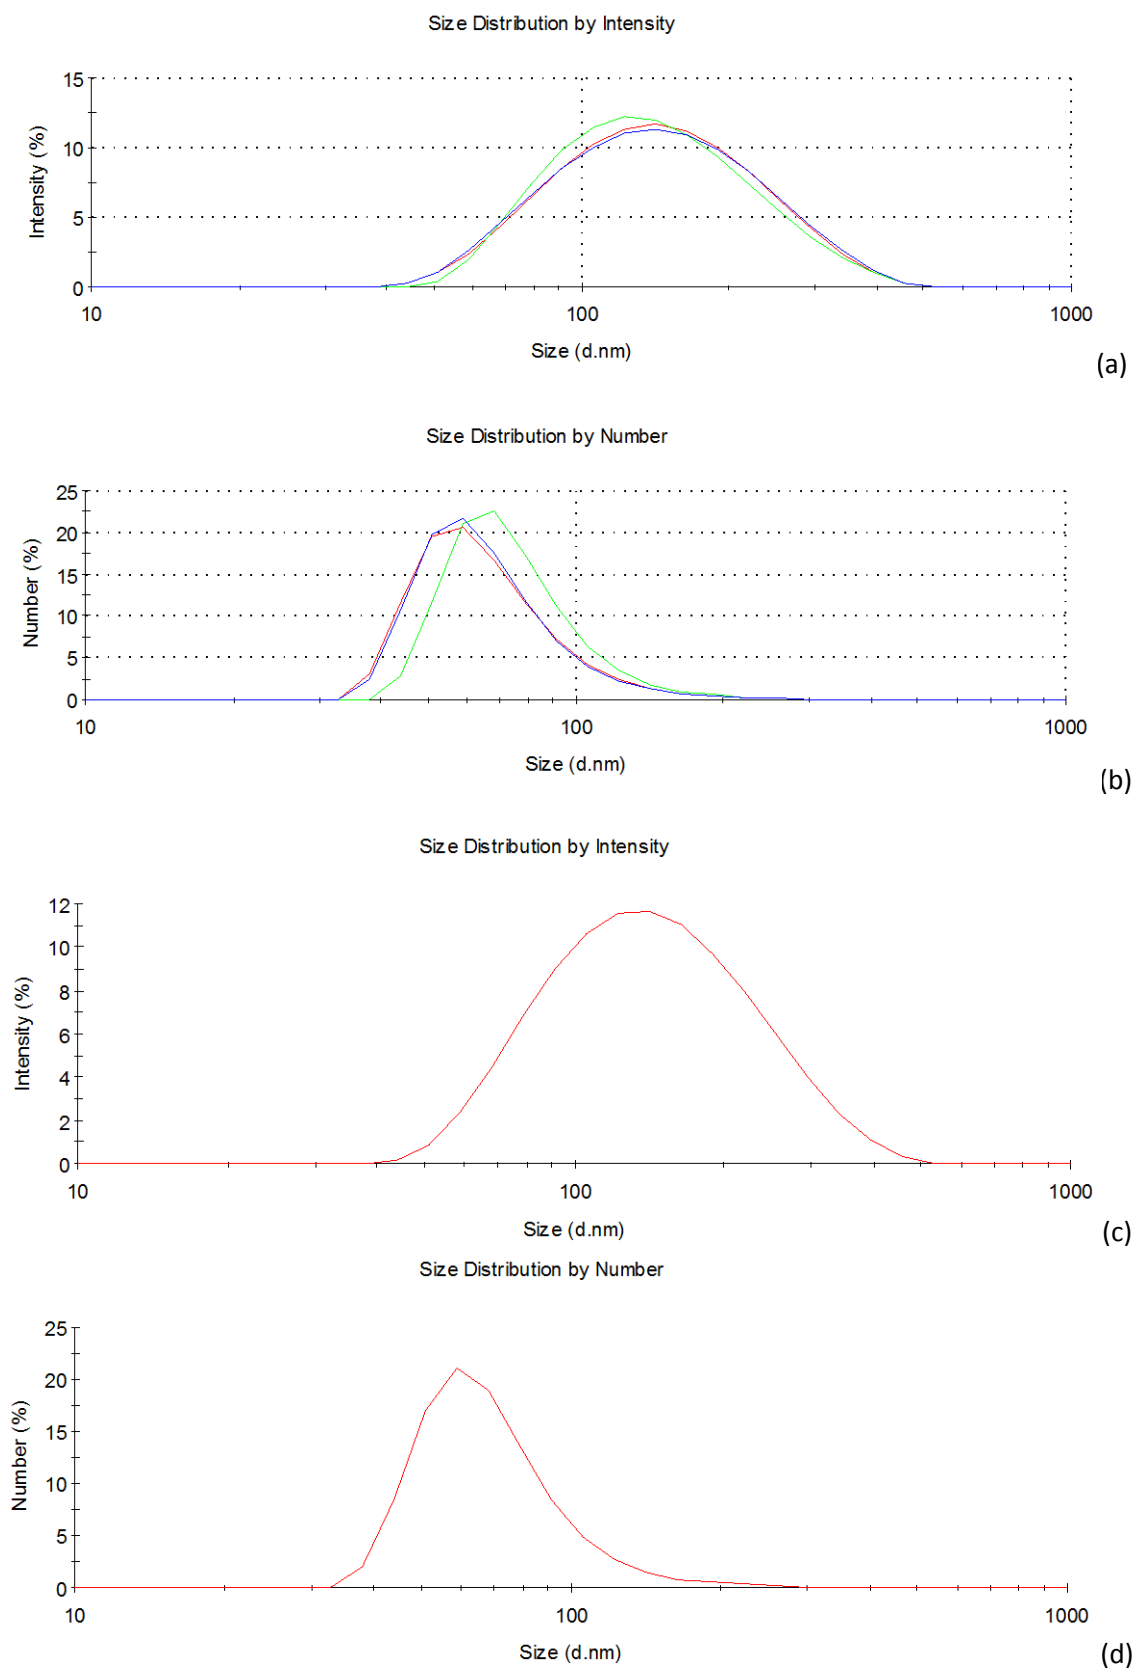 Size Distribution by Intensity
15
10
5
0
Intensity (%)
10 100 1000
Size (d.nm)
(a)
Size Distribution by Number
25
20
15
10
5
0
Number (%)
10 100 1000
Size (d.nm)
(b)
Size Distribution by Intensity
12
10
8
6
4
2
0
Intensity (%)
10 100 1000
Size (d.nm)
(c)
Size Distribution by Number
25
20
15
10
5
0
Number (%)
10 100 1000
Size (d.nm)
(d)